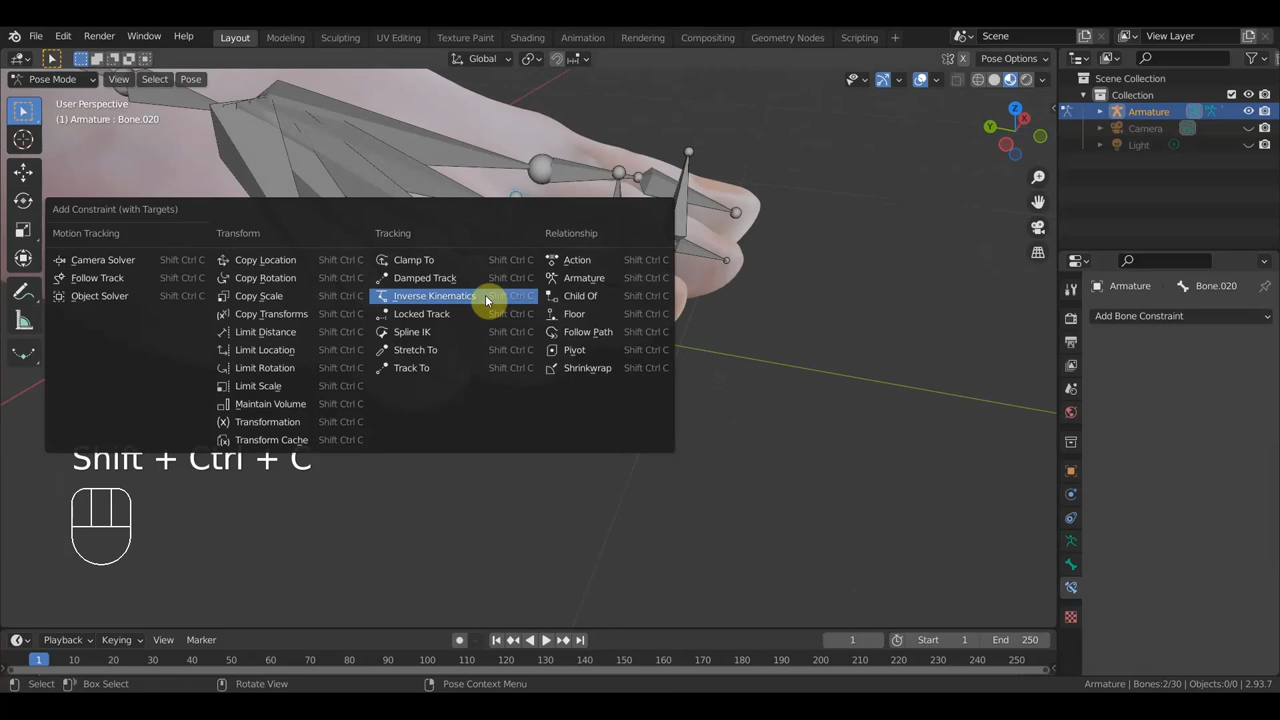 File Edit Render Window Help Layout Modeling Sculpting UV Editing Texture Paint Shading Animation Rendering Compositing Geometry Nodes Scripting + Scene View Layer
Global Pose Options
Pose Mode View Select Pose
User Perspective
(1) Armature : Bone.020
Scene Collection
Collection
Armature
Camera
Light
Z
Y
X
Add Constraint (with Targets)
Motion Tracking Transform Tracking Relationship
Camera Solver Shift Ctrl C Copy Location Shift Ctrl C Clamp To Shift Ctrl C Action Shift Ctrl C
Follow Track Shift Ctrl C Copy Rotation Shift Ctrl C Damped Track Shift Ctrl C Armature Shift Ctrl C
Object Solver Shift Ctrl C Copy Scale Shift Ctrl C Inverse Kinematics Shift Ctrl C Child Of Shift Ctrl C
Copy Transforms Shift Ctrl C Locked Track Shift Ctrl C Floor Shift Ctrl C
Limit Distance Shift Ctrl C Spline IK Shift Ctrl C Follow Path Shift Ctrl C
Limit Location Shift Ctrl C Stretch To Shift Ctrl C Pivot Shift Ctrl C
Limit Rotation Shift Ctrl C Track To Shift Ctrl C Shrinkwrap Shift Ctrl C
Limit Scale Shift Ctrl C
Maintain Volume Shift Ctrl C
Transformation Shift Ctrl C
Transform Cache Shift Ctrl C
Armature Bone.020
Add Bone Constraint
Shift + Ctrl + C
Playback Keying View Marker 1 Start 1 End 250
1 10 20 30 40 50 60 70 80 90 100 110 120 130 140 150 160 170 180 190 200 210 220 230 240 250
Select Box Select Rotate View Pose Context Menu Armature | Bones:2/30 | Objects:0/0 | 2.93.7